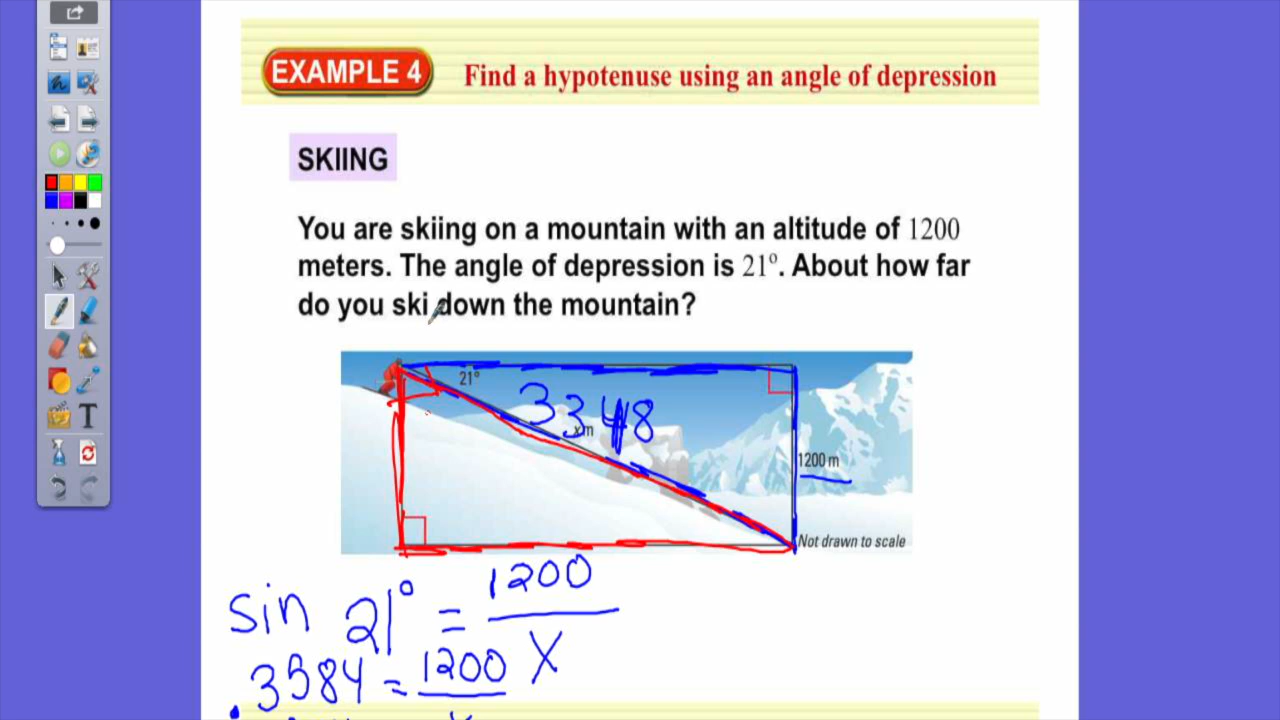 EXAMPLE 4 Find a hypotenuse using an angle of depression
SKIING
You are skiing on a mountain with an altitude of 1200
meters. The angle of depression is 21°. About how far
do you ski down the mountain?
21°
3348
x m
1200 m
Not drawn to scale
sin 21° = 1200
X
.3584 = 1200
T